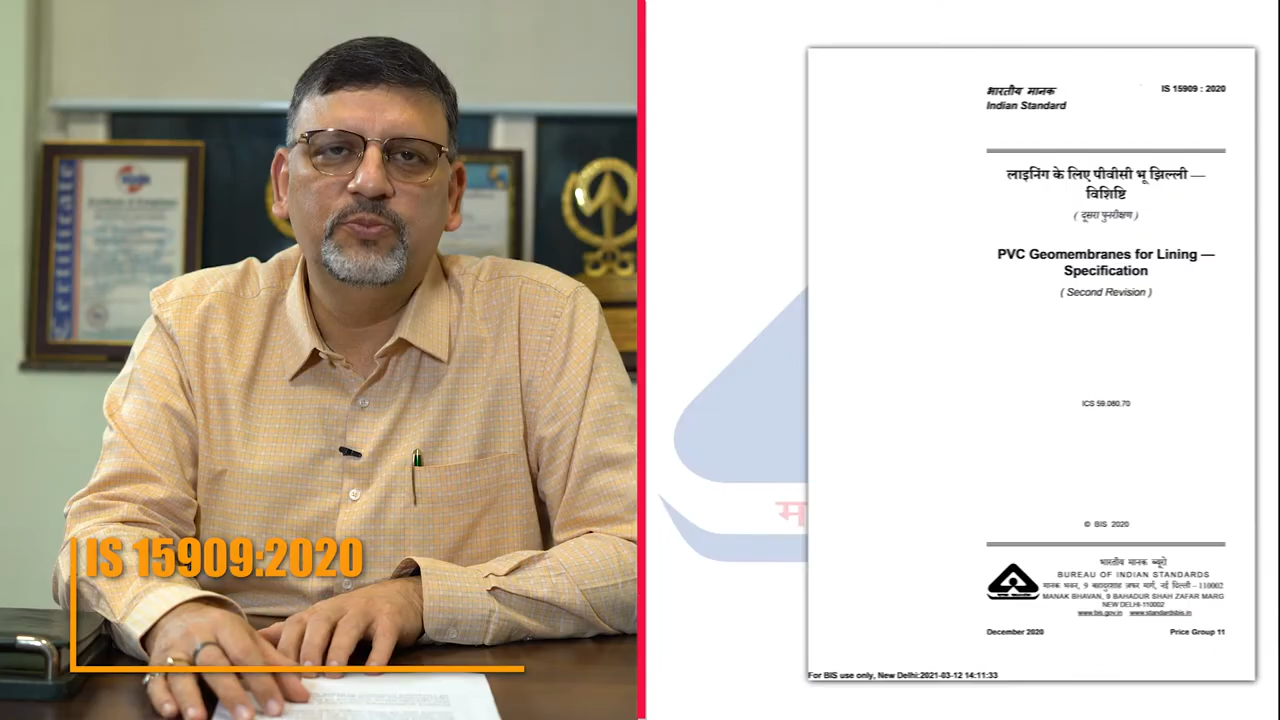 Certificate
IS 15909:2020
भारतीय मानक
Indian Standard
IS 15909 : 2020
लाइनिंग के लिए पीवीसी भू झिल्ली —
विशिष्टि
( दूसरा पुनरीक्षण )
PVC Geomembranes for Lining —
Specification
( Second Revision )
ICS 59.080.70
© BIS 2020
भारतीय मानक ब्यूरो
BUREAU OF INDIAN STANDARDS
मानक भवन, 9 बहादुरशाह ज़फर मार्ग, नई दिल्ली – 110002
MANAK BHAVAN, 9 BAHADUR SHAH ZAFAR MARG
NEW DELHI-110002
www.bis.gov.in www.standardsbis.in
December 2020
Price Group 11
For BIS use only, New Delhi:2021-03-12 14:11:33